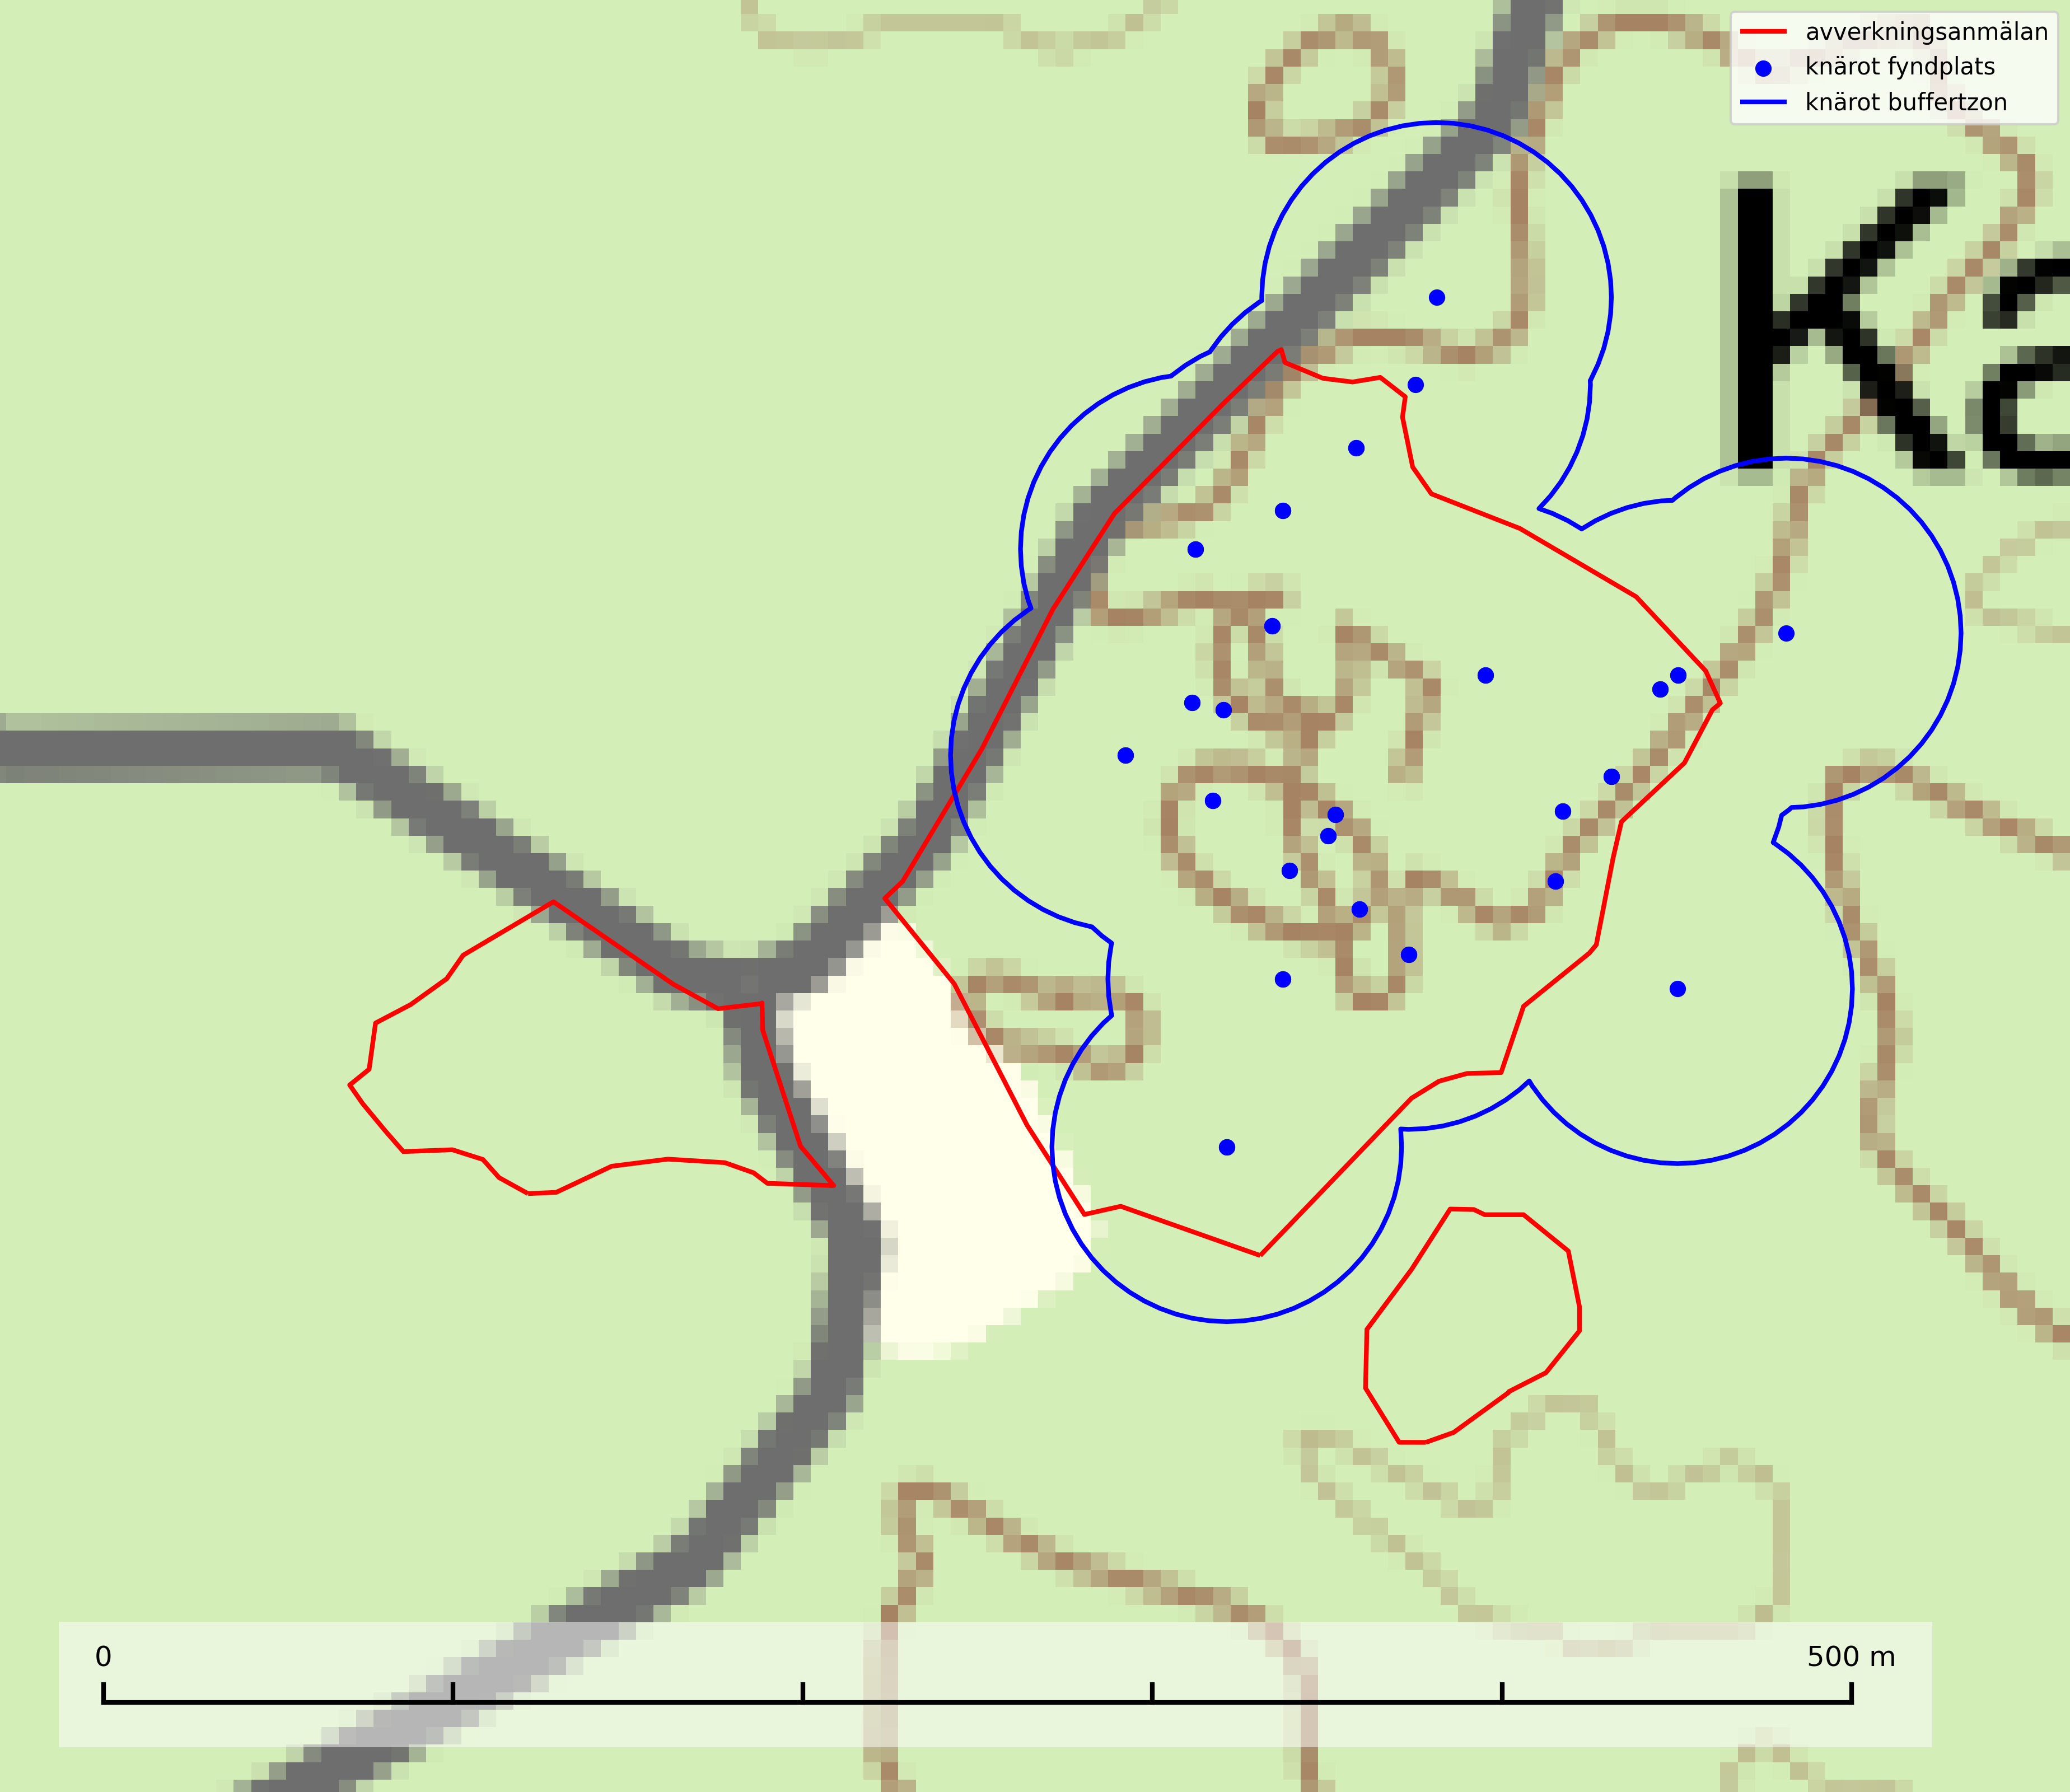 avverkningsanmälan
knärot fyndplats
knärot buffertzon
0
500 m